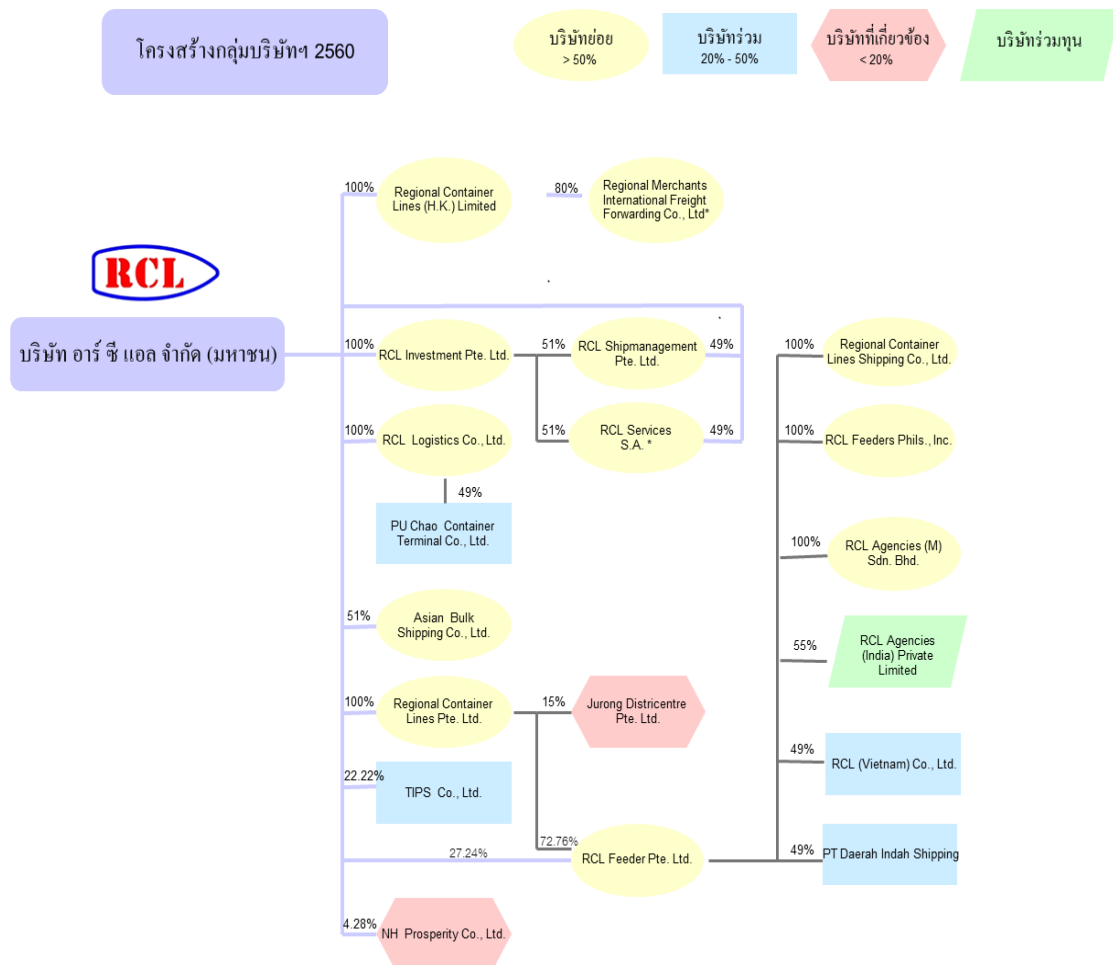 โครงสร้างกลุ่มบริษัทฯ 2560
บริษัทย่อย
> 50%
บริษัทร่วม
20% - 50%
บริษัทที่เกี่ยวข้อง
< 20%
บริษัทร่วมทุน
100%
Regional Container
Lines (H.K.) Limited
80%
Regional Merchants
International Freight
Forwarding Co., Ltd*
RCL
บริษัท อาร์ ซี แอล จำกัด (มหาชน)
100%
RCL Investment Pte. Ltd.
51%
RCL Shipmanagement
Pte. Ltd.
49%
100%
Regional Container
Lines Shipping Co., Ltd.
100%
RCL Logistics Co., Ltd.
51%
RCL Services
S.A. *
49%
100%
RCL Feeders Phils., Inc.
49%
PU Chao Container
Terminal Co., Ltd.
100%
RCL Agencies (M)
Sdn. Bhd.
51%
Asian Bulk
Shipping Co., Ltd.
55%
RCL Agencies
(India) Private
Limited
100%
Regional Container
Lines Pte. Ltd.
15%
Jurong Districentre
Pte. Ltd.
49%
RCL (Vietnam) Co., Ltd.
22.22%
TIPS Co., Ltd.
72.76%
27.24%
RCL Feeder Pte. Ltd.
49%
PT Daerah Indah Shipping
4.28%
NH Prosperity Co., Ltd.